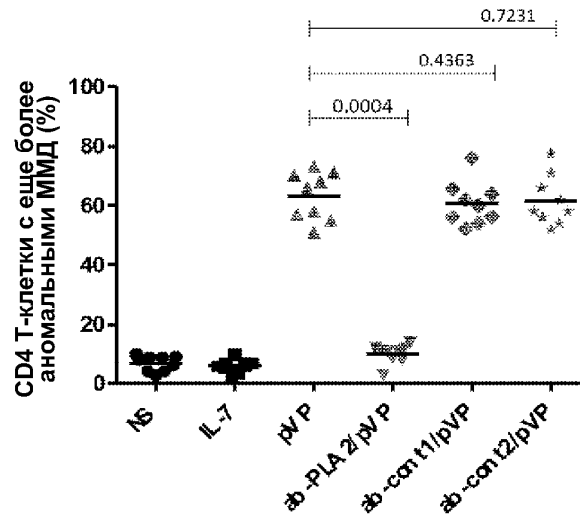 0.7231
0.4363
0.0004
CD4 Т-клетки с еще более
аномальными ММД (%)
100
80
60
40
20
0
NS
IL-7
pVP
ab-PLA2/pVP
ab-cont1/pVP
ab-cont2/pVP